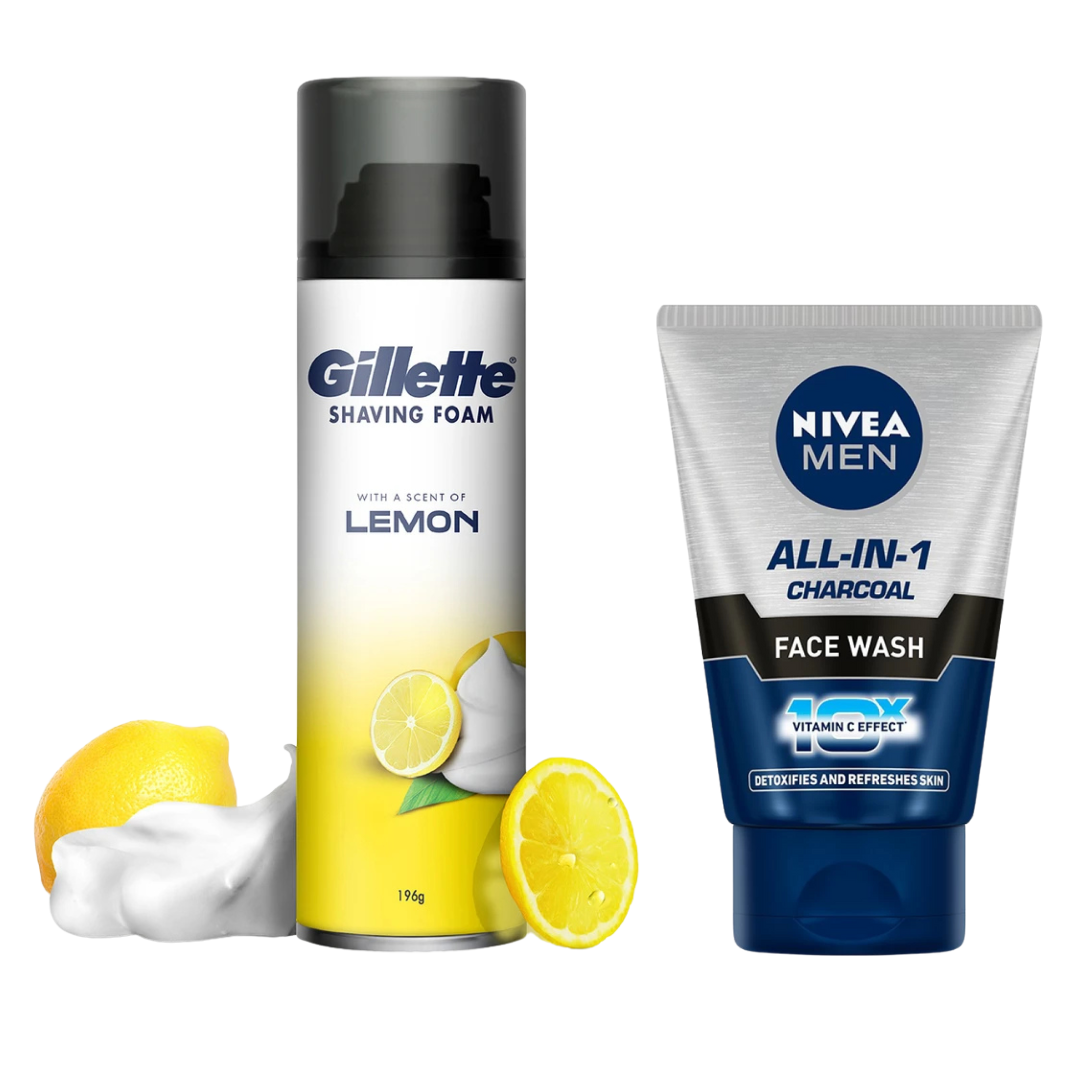 Gillette®
SHAVING FOAM
WITH A SCENT OF
LEMON
196g
NIVEA
MEN
ALL-IN-1
CHARCOAL
FACE WASH
10X
VITAMIN C EFFECT*
DETOXIFIES AND REFRESHES SKIN